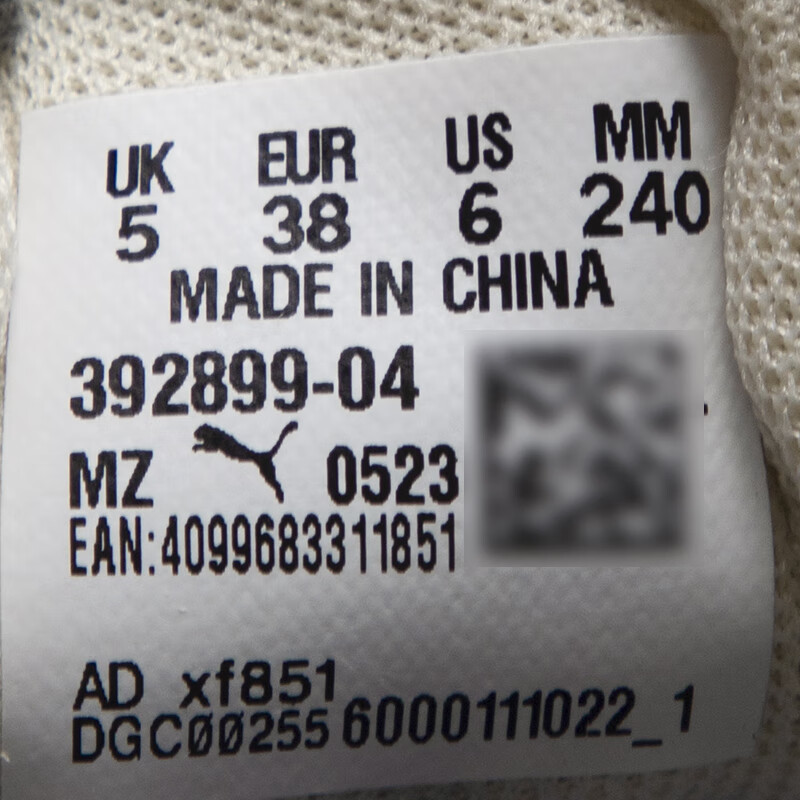 UK EUR US MM
5 38 6 240
MADE IN CHINA
392899-04
MZ 0523
EAN:4099683311851
AD xf851
DGC00255 6000111022_1